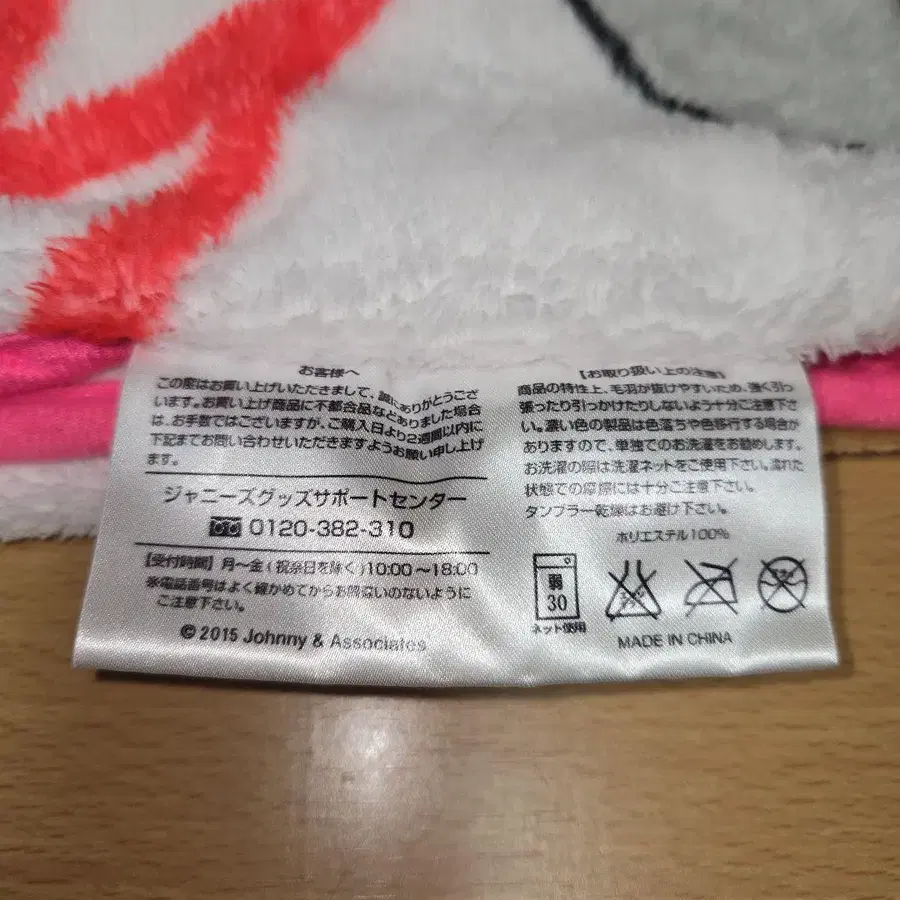 お客様へ
この度はお買い上げいただきまして、誠にありがとうござ
います。お買い上げ商品に不都合品などありました場合
は、お手数ではございますが、ご購入日より2週間以内に
下記までお問い合わせいただきますようお願い申し上げ
ます。
ジャニーズグッズサポートセンター
0120-382-310
【受付時間】月〜金(祝祭日を除く)10:00〜18:00
※電話番号はよく確かめてからお間違いのないように
ご注意下さい。
© 2015 Johnny & Associates
【お取り扱い上の注意】
商品の特性上、毛羽が抜けやすいため、強く引っ
張ったり引っかけたりしないよう十分ご注意下さ
い。濃い色の製品は色落ちや色移行する場合が
ありますので、単独でのお洗濯をお勧めします。
お洗濯の際は洗濯ネットをご使用下さい。濡れた
状態での摩擦には十分ご注意下さい。
タンブラー乾燥はお避け下さい。
ポリエステル100%
弱
30
ネット使用
MADE IN CHINA